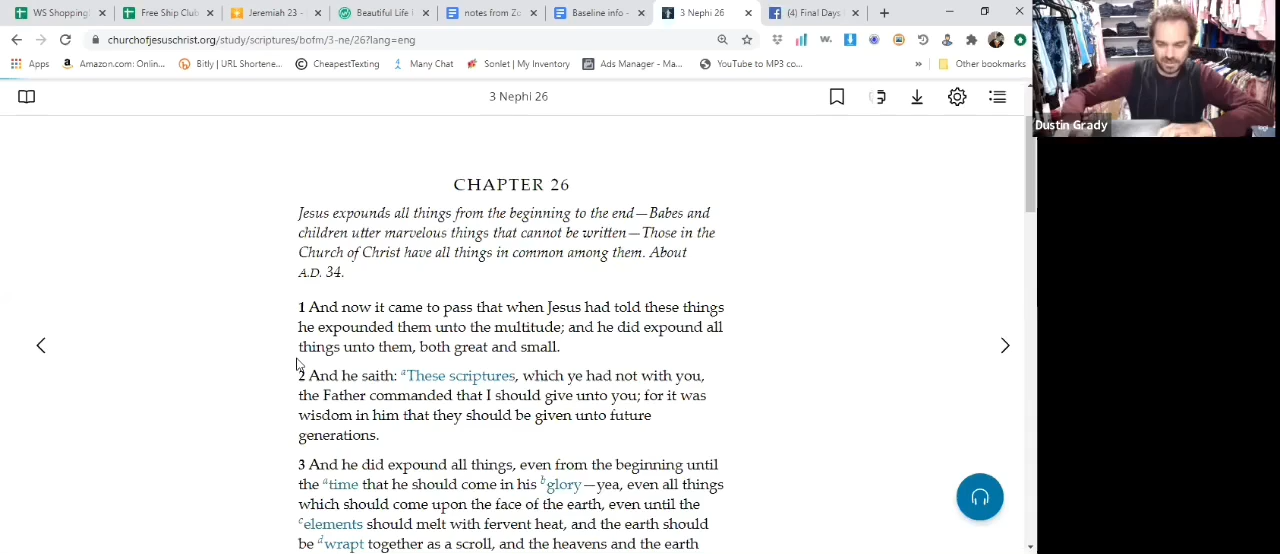 WS Shopping
Free Ship Club
Jeremiah 23 -
Beautiful Life
notes from Zo
Baseline info -
3 Nephi 26
(4) Final Days
churchofjesuschrist.org/study/scriptures/bofm/3-ne/26?lang=eng
Apps
Amazon.com: Onlin...
Bitly | URL Shortene...
CheapestTexting
Many Chat
Sonlet | My Inventory
Ads Manager - Ma...
YouTube to MP3 co...
»
Other bookmarks
3 Nephi 26
Dustin Grady
CHAPTER 26
Jesus expounds all things from the beginning to the end—Babes and
children utter marvelous things that cannot be written—Those in the
Church of Christ have all things in common among them. About
A.D. 34.
1 And now it came to pass that when Jesus had told these things
he expounded them unto the multitude; and he did expound all
things unto them, both great and small.
2 And he saith: aThese scriptures, which ye had not with you,
the Father commanded that I should give unto you; for it was
wisdom in him that they should be given unto future
generations.
3 And he did expound all things, even from the beginning until
the atime that he should come in his bglory—yea, even all things
which should come upon the face of the earth, even until the
celements should melt with fervent heat, and the earth should
be dwrapt together as a scroll, and the heavens and the earth